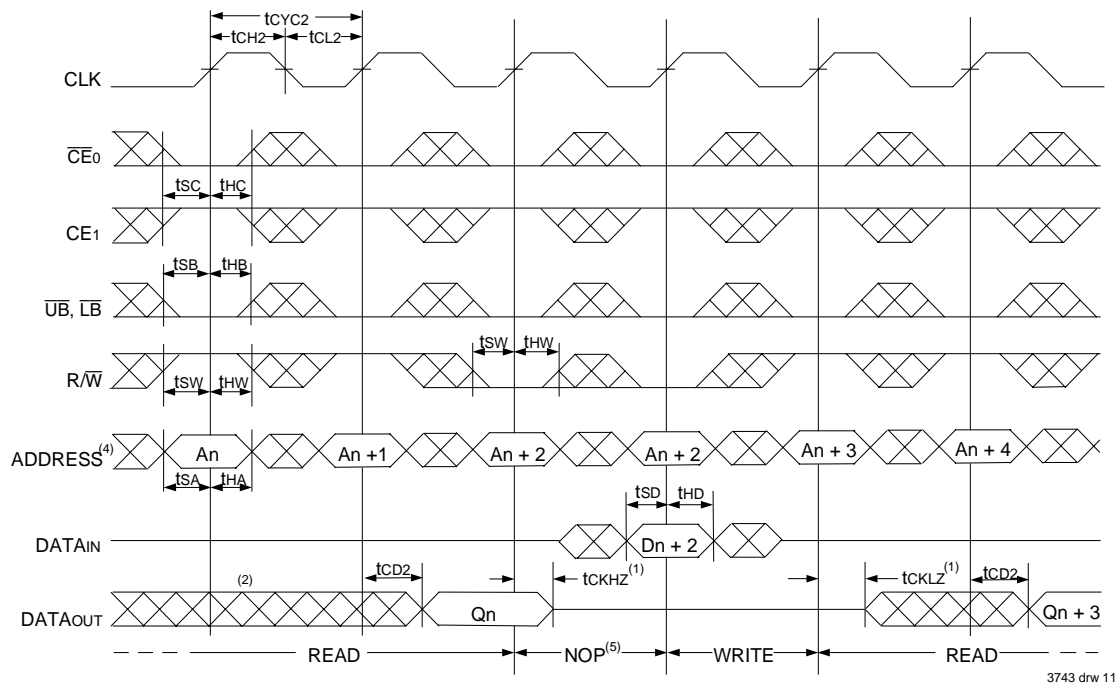 tCYC2
tCH2 tCL2
CLK
CE0
tSC tHC
CE1
tSB tHB
UB, LB
tSW tHW
R/W
tSW tHW
ADDRESS(4) An An +1 An + 2 An + 2 An + 3 An + 4
tSA tHA
tSD tHD
DATAIN Dn + 2
(2) tCD2 tCKHZ(1) tCKLZ(1) tCD2
DATAOUT Qn Qn + 3
READ NOP(5) WRITE READ
3743 drw 11